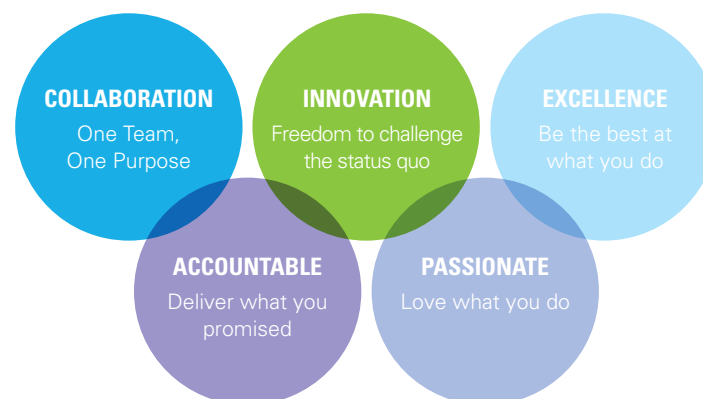 COLLABORATION
One Team,
One Purpose
INNOVATION
Freedom to challenge
the status quo
EXCELLENCE
Be the best at
what you do
ACCOUNTABLE
Deliver what you
promised
PASSIONATE
Love what you do